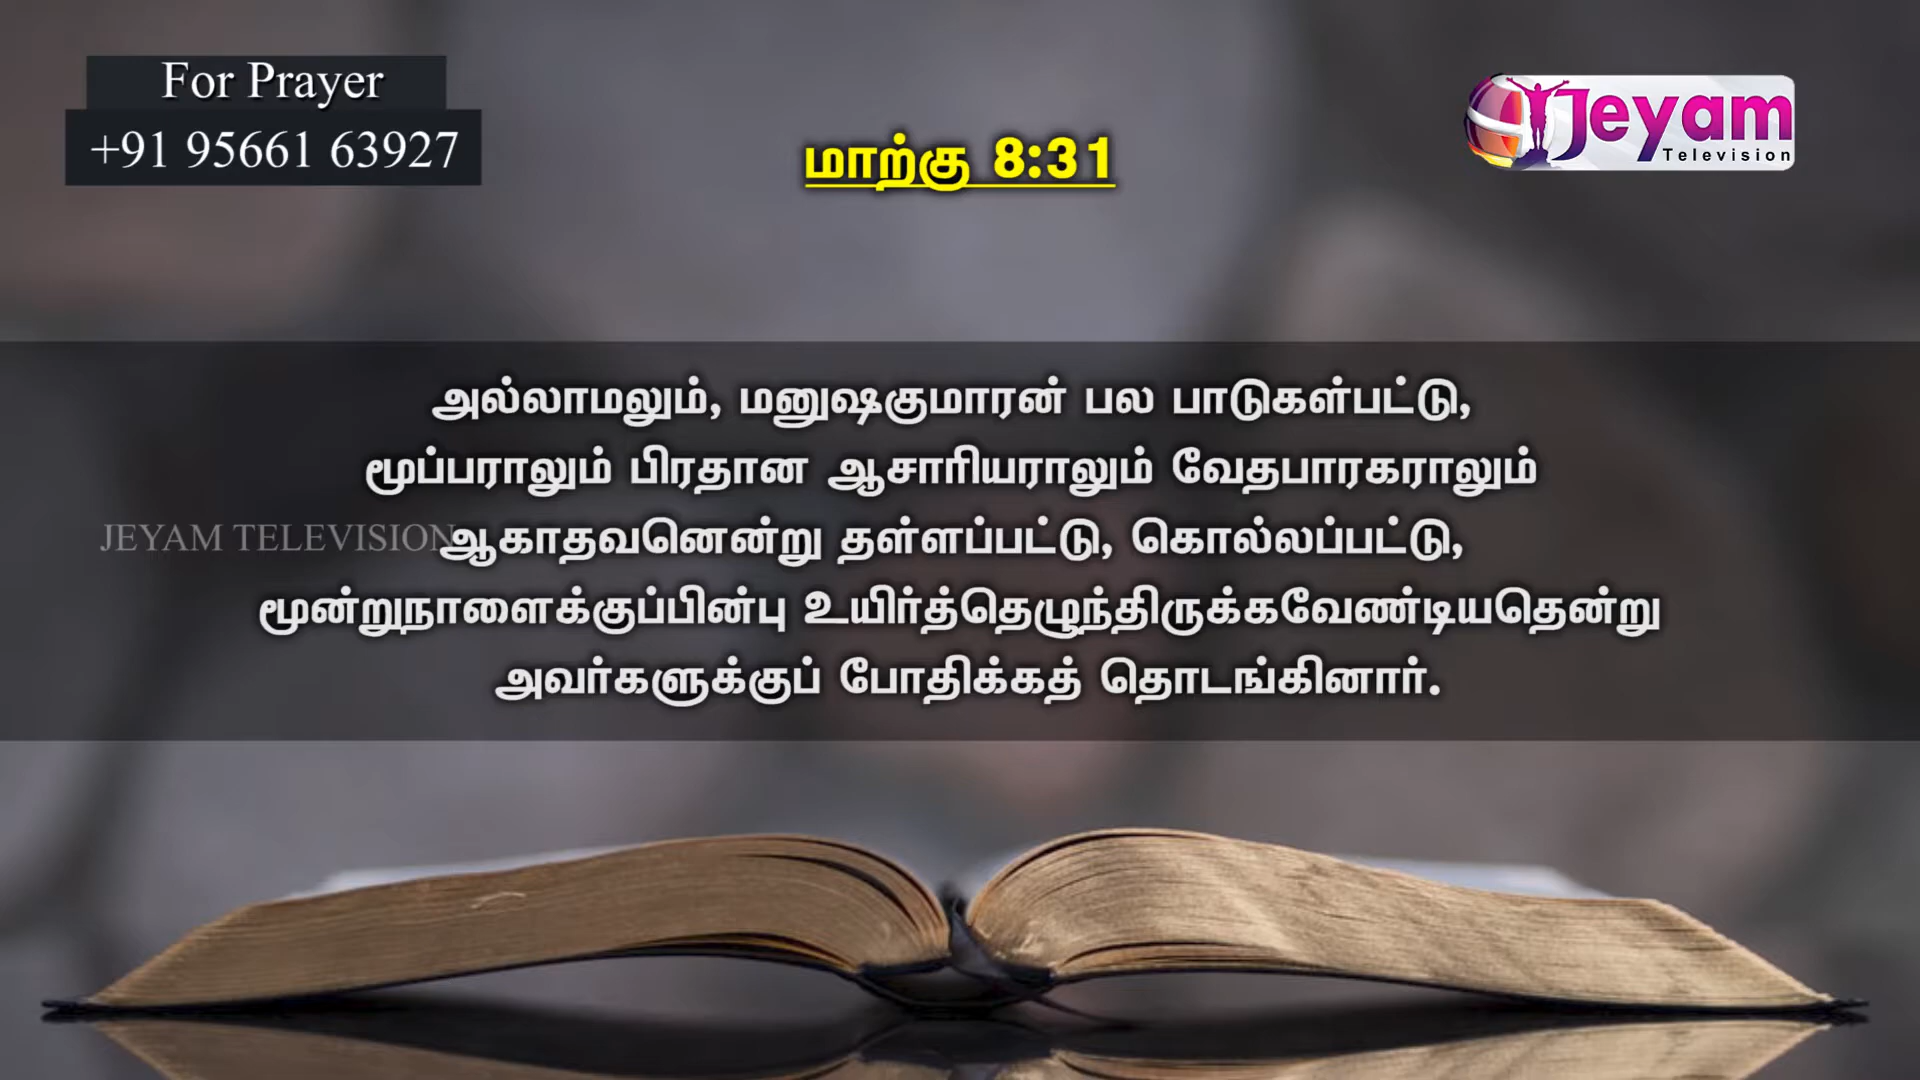 For Prayer
+91 95661 63927
மாற்கு 8:31
Jeyam
Television
அல்லாமலும், மனுஷகுமாரன் பல பாடுகள்பட்டு,
மூப்பராலும் பிரதான ஆசாரியராலும் வேதபாரகராலும்
JEYAM TELEVISION
ஆகாதவனென்று தள்ளப்பட்டு, கொல்லப்பட்டு,
மூன்றுநாளைக்குப்பின்பு உயிர்த்தெழுந்திருக்கவேண்டியதென்று
அவர்களுக்குப் போதிக்கத் தொடங்கினார்.